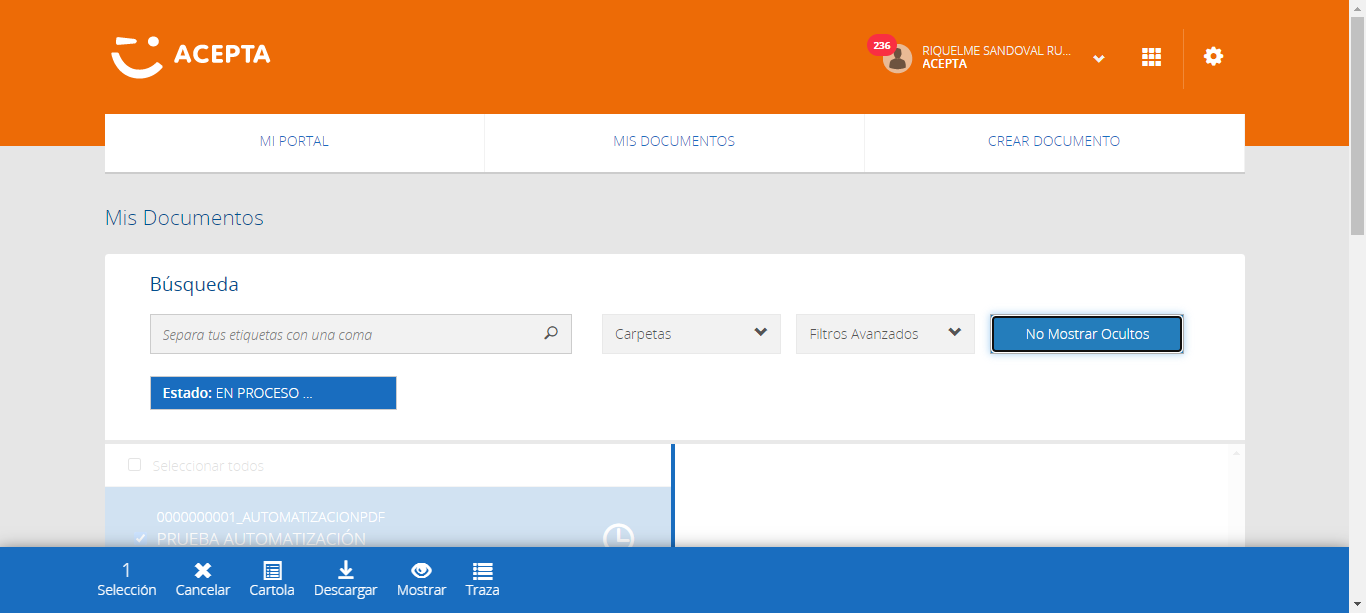 ACEPTA
236
RIQUELME SANDOVAL RU...
ACEPTA
MI PORTAL
MIS DOCUMENTOS
CREAR DOCUMENTO
Mis Documentos
Búsqueda
Separa tus etiquetas con una coma
Carpetas
Filtros Avanzados
No Mostrar Ocultos
Estado: EN PROCESO ...
Seleccionar todos
0000000001_AUTOMATIZACIONPDF
PRUEBA AUTOMATIZACIÓN
1
Selección
Cancelar
Cartola
Descargar
Mostrar
Traza